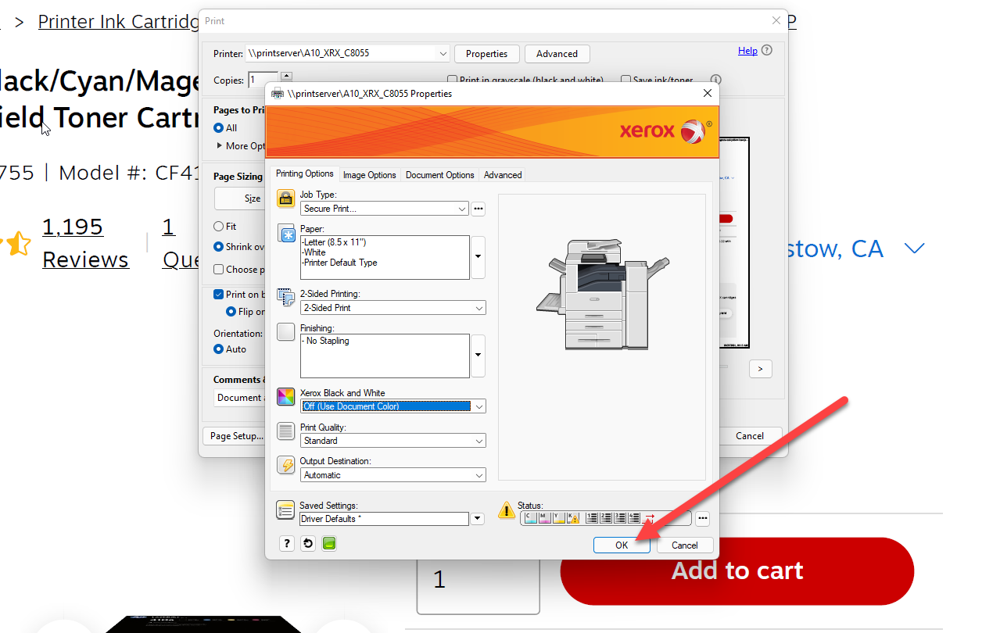 > Printer Ink Cartridg
P
Print
Printer: \\printserver\A10_XRX_C8055 Properties Advanced Help ?
Copies: 1 Print in grayscale (black and white) Save ink/toner
lack/Cyan/Mage
ield Toner Cartr
755 | Model #: CF41
1,195
Reviews
1
Que
stow, CA
Pages to Pri
All
More Opt
Page Sizing
Size
Fit
Shrink ov
Choose p
Print on b
Flip on
Orientation:
Auto
Comments &
Document a
Page Setup...
>
Cancel
\\printserver\A10_XRX_C8055 Properties
xerox ®
Printing Options Image Options Document Options Advanced
Job Type:
Secure Print...
Paper:
-Letter (8.5 x 11")
-White
-Printer Default Type
2-Sided Printing:
2-Sided Print
Finishing:
- No Stapling
Xerox Black and White
Off (Use Document Color)
Print Quality:
Standard
Output Destination:
Automatic
Saved Settings:
Driver Defaults *
Status:
C M Y K 1 2 3 4
?
OK Cancel
1
Add to cart